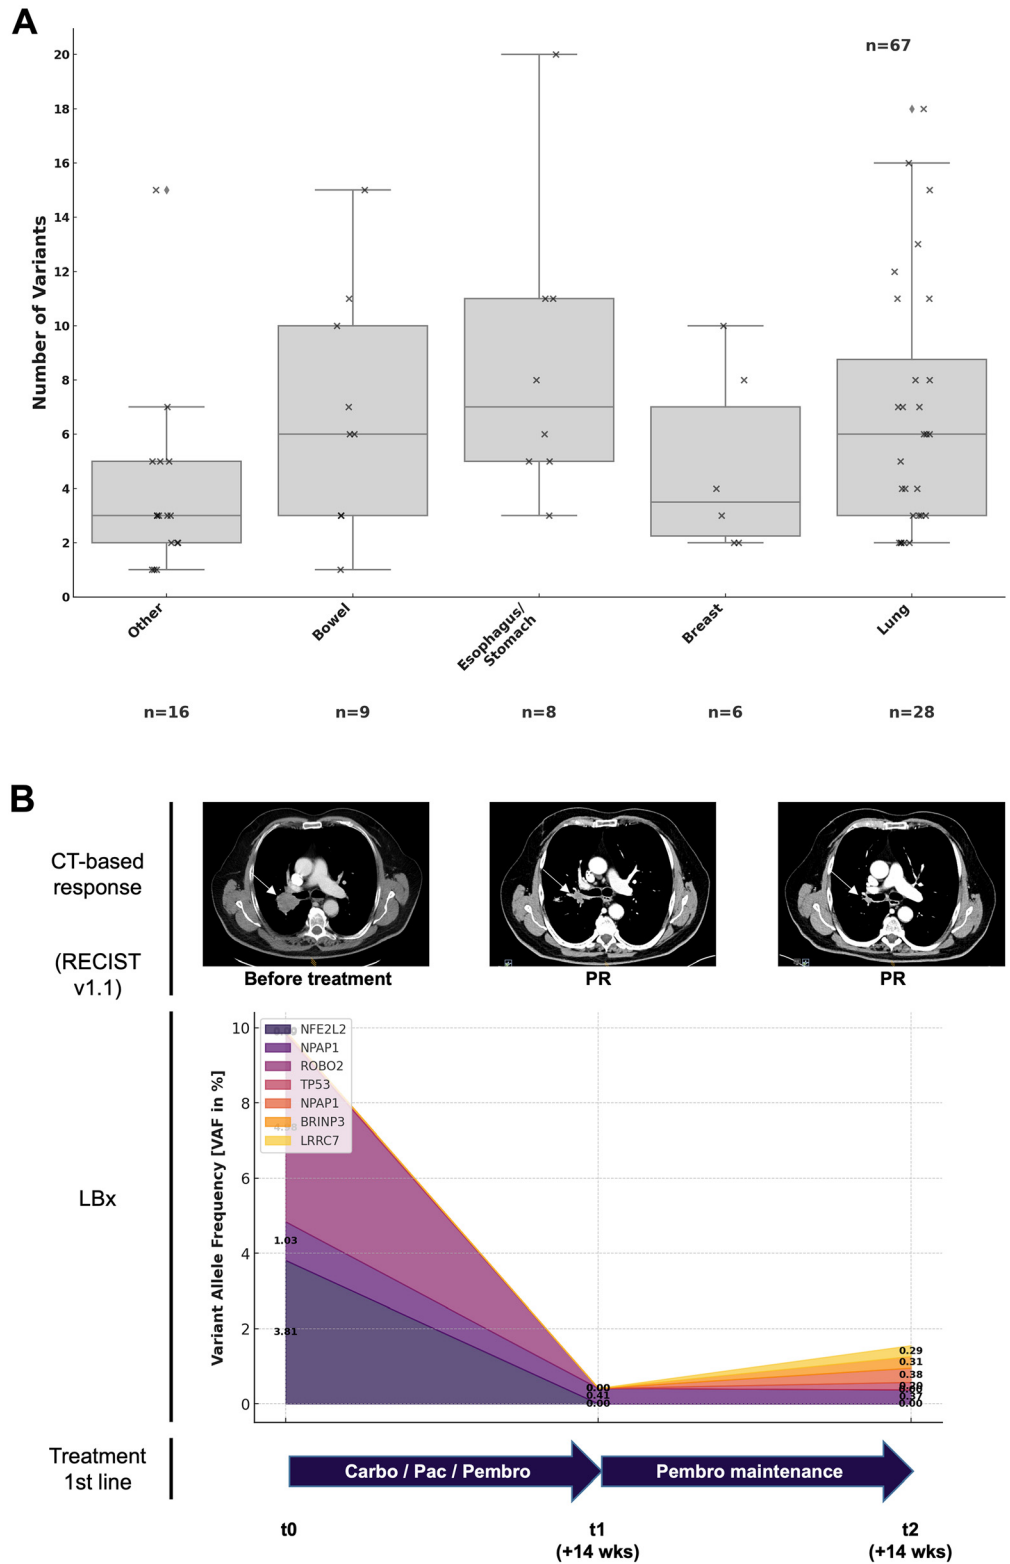 A
n=67
Number of Variants
20
18
16
14
12
10
8
6
4
2
0
Other
Bowel
Esophagus/
Stomach
Breast
Lung
n=16
n=9
n=8
n=6
n=28
B
CT-based
response
(RECIST
v1.1)
Before treatment
PR
PR
LBx
Variant Allele Frequency [VAF in %]
10
8
6
4
2
0
NFE2L2
NPAP1
ROBO2
TP53
NPAP1
BRINP3
LRRC7
1.03
3.81
0.00
0.41
0.00
0.29
0.31
0.38
0.37
0.00
Treatment
1st line
Carbo / Pac / Pembro
Pembro maintenance
t0
t1
t2
(+14 wks)
(+14 wks)